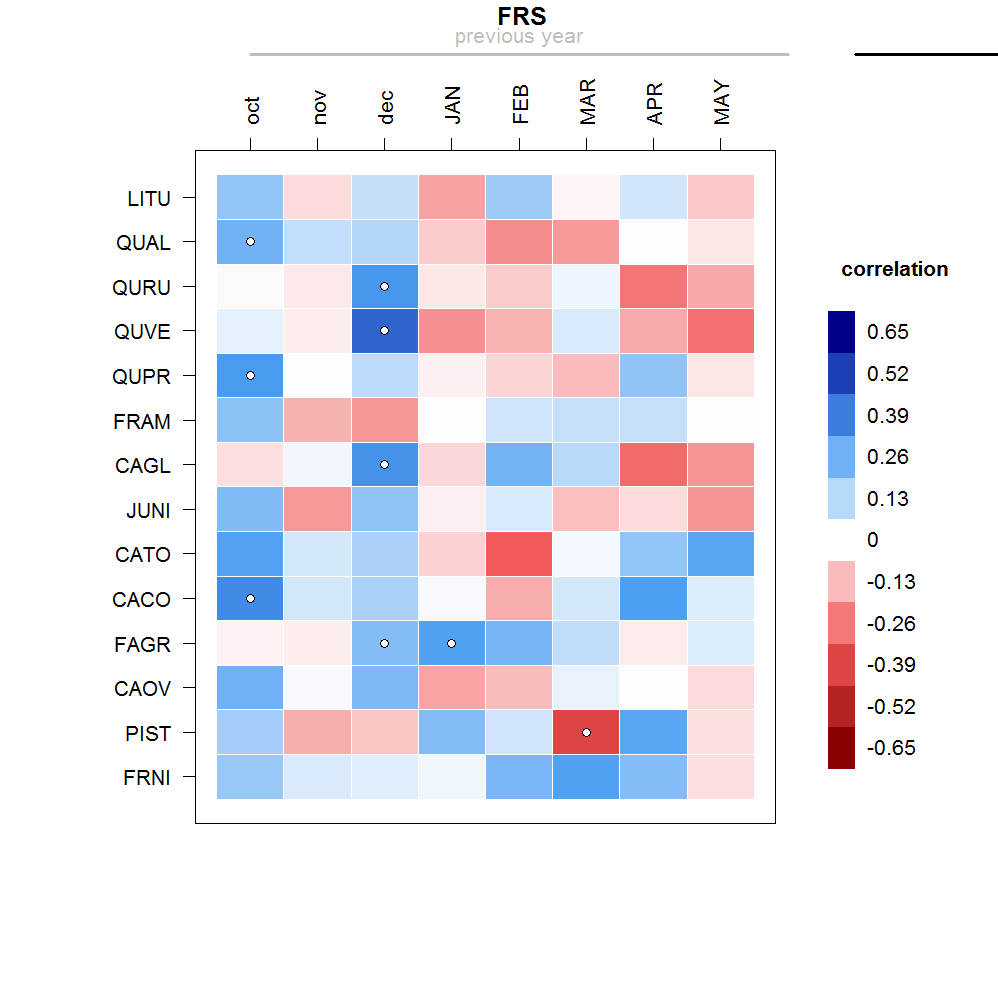 FRS
previous year
oct nov dec JAN FEB MAR APR MAY
LITU
QUAL
QURU
QUVE
QUPR
FRAM
CAGL
JUNI
CATO
CACO
FAGR
CAOV
PIST
FRNI
correlation
0.65
0.52
0.39
0.26
0.13
0
-0.13
-0.26
-0.39
-0.52
-0.65